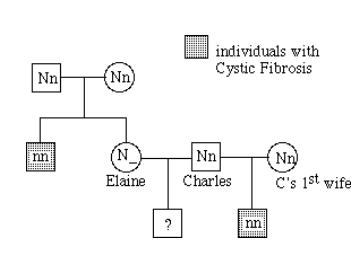 individuals with
Cystic Fibrosis
Nn Nn
nn N_ Nn Nn
Elaine Charles C's 1st wife
? nn